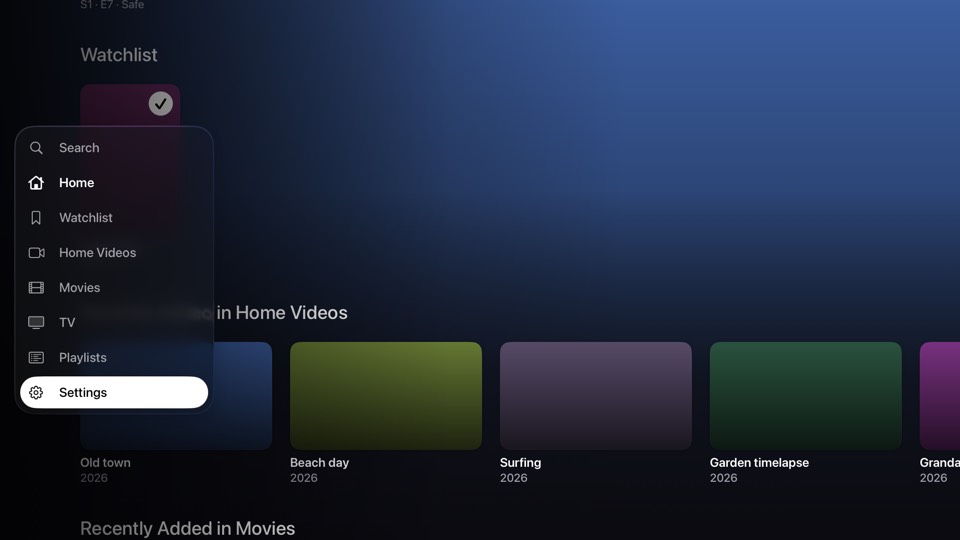 S1 · E7 · Safe
Watchlist
Search
Home
Watchlist
Home Videos
Movies
TV
Playlists
Settings
in Home Videos
Old town
2026
Beach day
2026
Surfing
2026
Garden timelapse
2026
Granda
2026
Recently Added in Movies